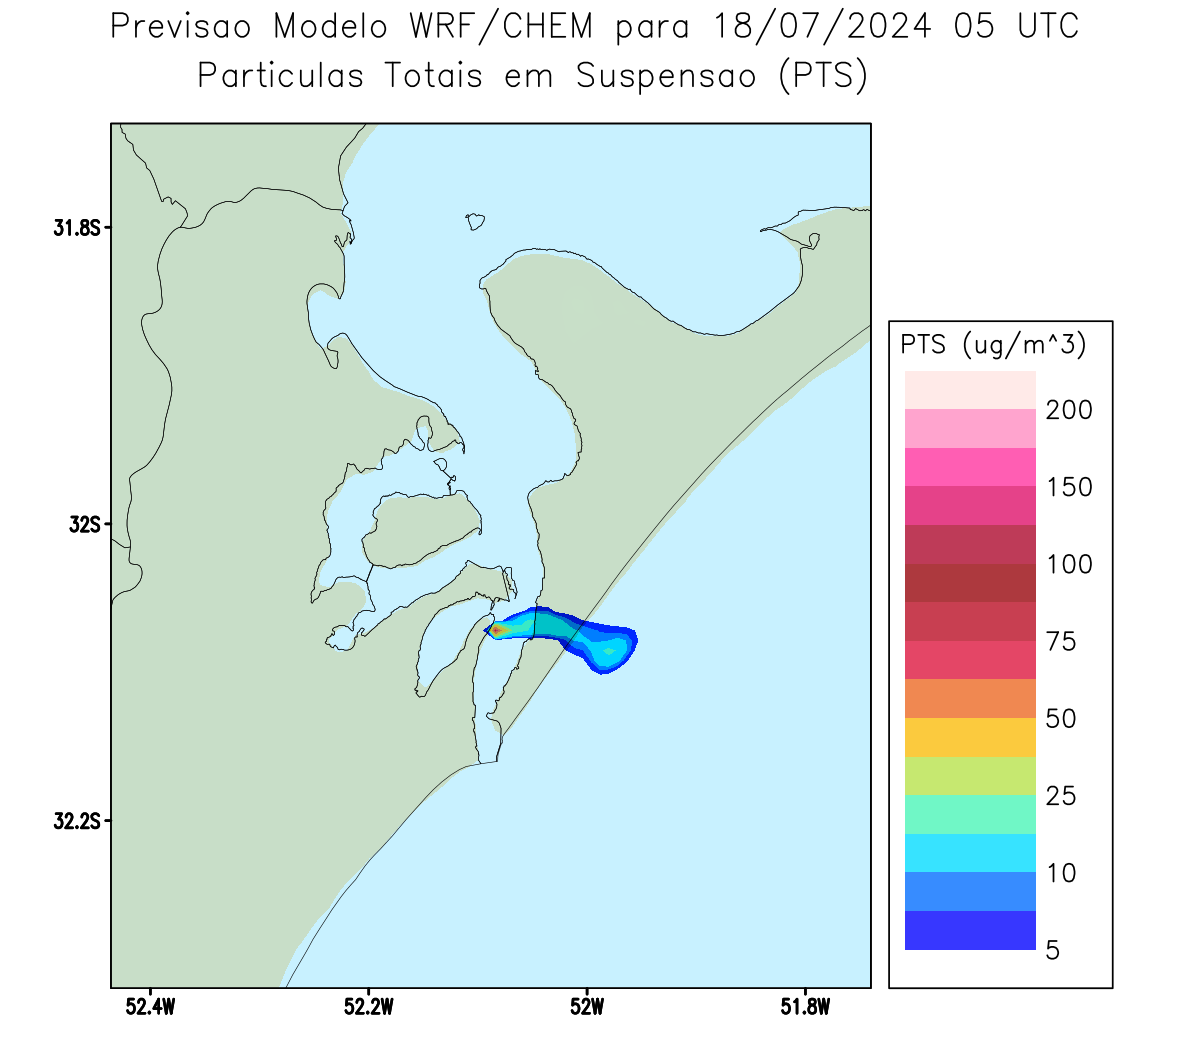 Previsao Modelo WRF/CHEM para 18/07/2024 05 UTC
Particulas Totais em Suspensao (PTS)
31.8S
32S
32.2S
52.4W
52.2W
52W
51.8W
PTS (ug/m^3)
200
150
100
75
50
25
10
5